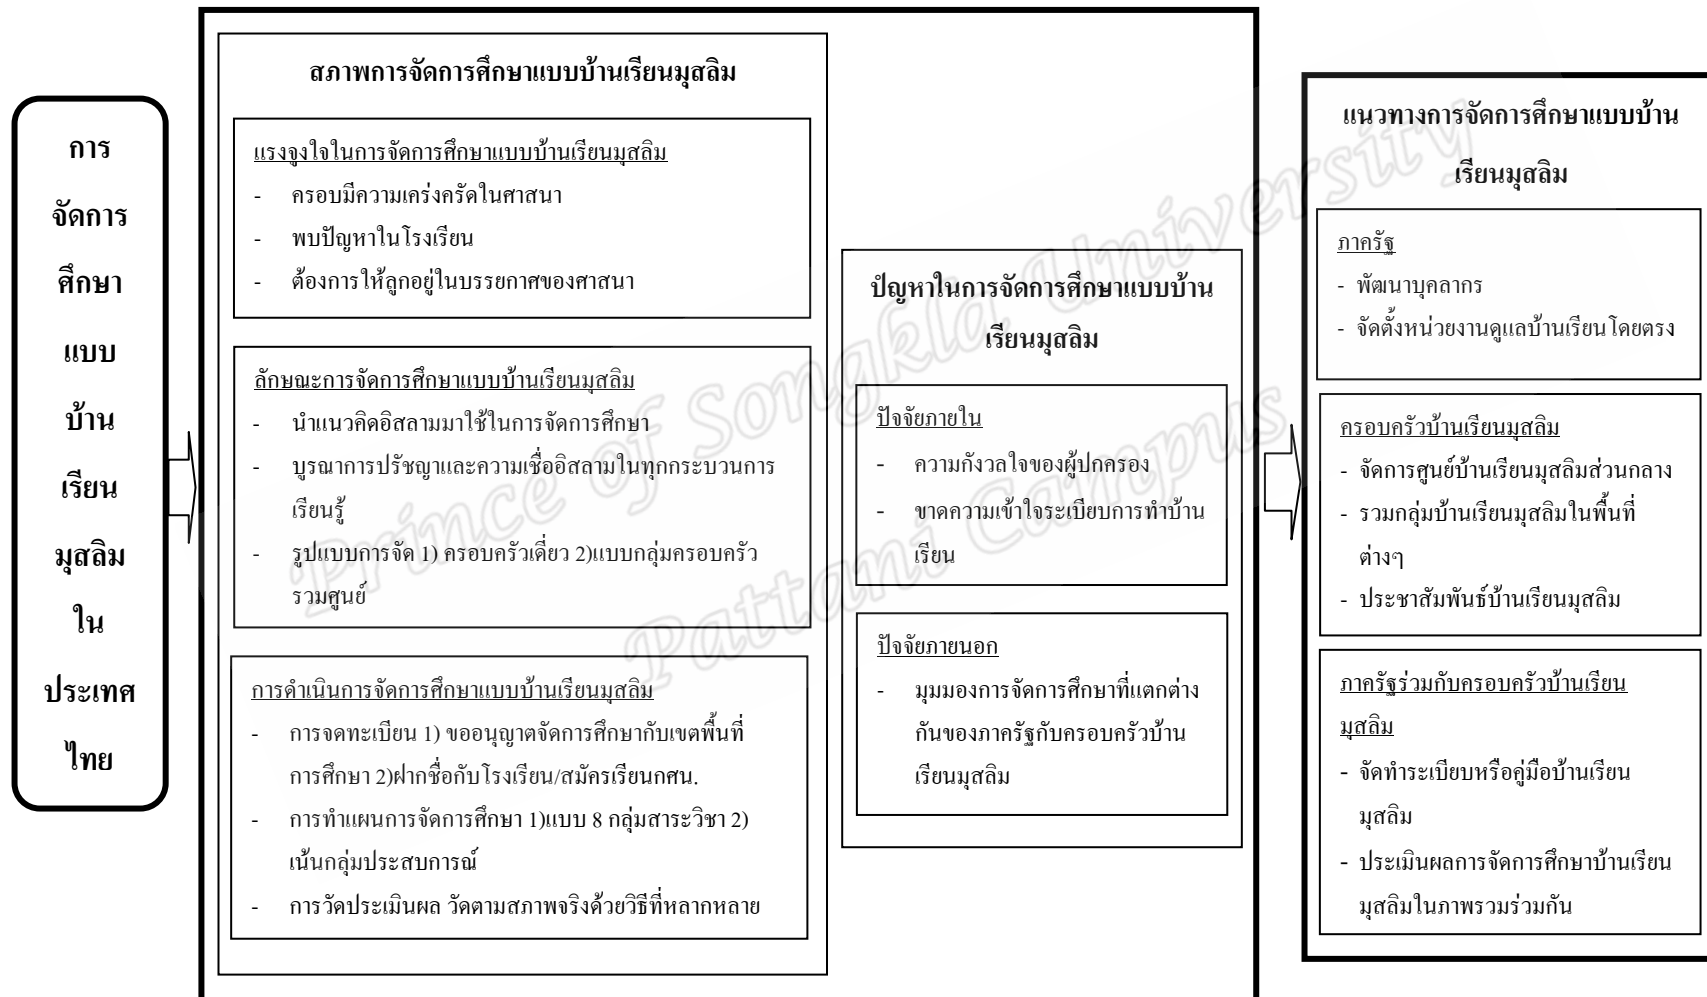 การ
จัดการ
ศึกษา
แบบ
บ้าน
เรียน
มุสลิม
ใน
ประเทศ
ไทย
สภาพการจัดการศึกษาแบบบ้านเรียนมุสลิม
แรงจูงใจในการจัดการศึกษาแบบบ้านเรียนมุสลิม
- ครอบมีความเคร่งครัดในศาสนา
- พบปัญหาในโรงเรียน
- ต้องการให้ลูกอยู่ในบรรยกาศของศาสนา
ลักษณะการจัดการศึกษาแบบบ้านเรียนมุสลิม
- นำแนวคิดอิสลามมาใช้ในการจัดการศึกษา
- บูรณาการปรัชญาและความเชื่ออิสลามในทุกกระบวนการ
เรียนรู้
- รูปแบบการจัด 1) ครอบครัวเดี่ยว 2)แบบกลุ่มครอบครัว
รวมศูนย์
การดำเนินการจัดการศึกษาแบบบ้านเรียนมุสลิม
- การจดทะเบียน 1) ขออนุญาตจัดการศึกษากับเขตพื้นที่
การศึกษา 2)ฝากชื่อกับโรงเรียน/สมัครเรียนกศน.
- การทำแผนการจัดการศึกษา 1)แบบ 8 กลุ่มสาระวิชา 2)
เน้นกลุ่มประสบการณ์
- การวัดประเมินผล วัดตามสภาพจริงด้วยวิธีที่หลากหลาย
ปัญหาในการจัดการศึกษาแบบบ้าน
เรียนมุสลิม
ปัจจัยภายใน
- ความกังวลใจของผู้ปกครอง
- ขาดความเข้าใจระเบียบการทำบ้าน
เรียน
ปัจจัยภายนอก
- มุมมองการจัดการศึกษาที่แตกต่าง
กันของภาครัฐกับครอบครัวบ้าน
เรียนมุสลิม
แนวทางการจัดการศึกษาแบบบ้าน
เรียนมุสลิม
ภาครัฐ
- พัฒนาบุคลากร
- จัดตั้งหน่วยงานดูแลบ้านเรียนโดยตรง
ครอบครัวบ้านเรียนมุสลิม
- จัดการศูนย์บ้านเรียนมุสลิมส่วนกลาง
- รวมกลุ่มบ้านเรียนมุสลิมในพื้นที่
ต่างๆ
- ประชาสัมพันธ์บ้านเรียนมุสลิม
ภาครัฐร่วมกับครอบครัวบ้านเรียน
มุสลิม
- จัดทำระเบียบหรือคู่มือบ้านเรียน
มุสลิม
- ประเมินผลการจัดการศึกษาบ้านเรียน
มุสลิมในภาพรวมร่วมกัน
Prince of Songkla University
Pattani Campus